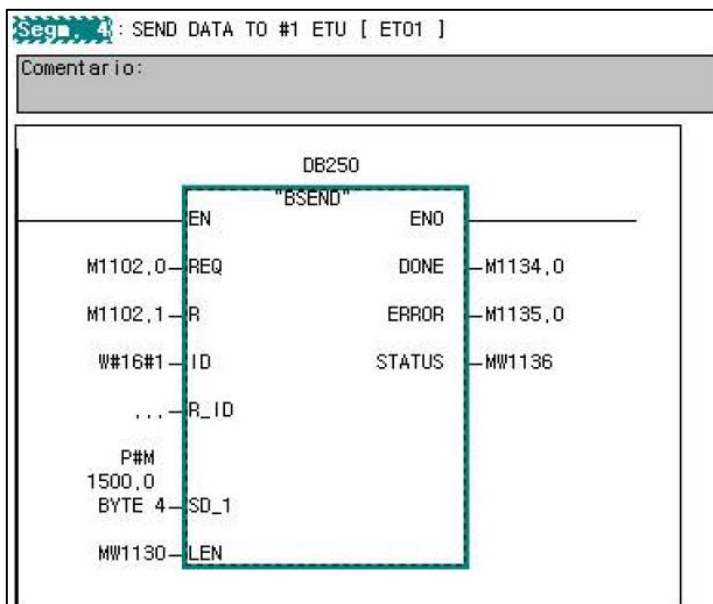 Segm. 4: SEND DATA TO #1 ETU [ ET01 ]
Comentario:
DB250
"BSEND"
EN ENO
M1102,0 REQ DONE M1134,0
M1102,1 R ERROR M1135,0
W#16#1 ID STATUS MW1136
... R_ID
P#M
1500,0
BYTE 4 SD_1
MW1130 LEN